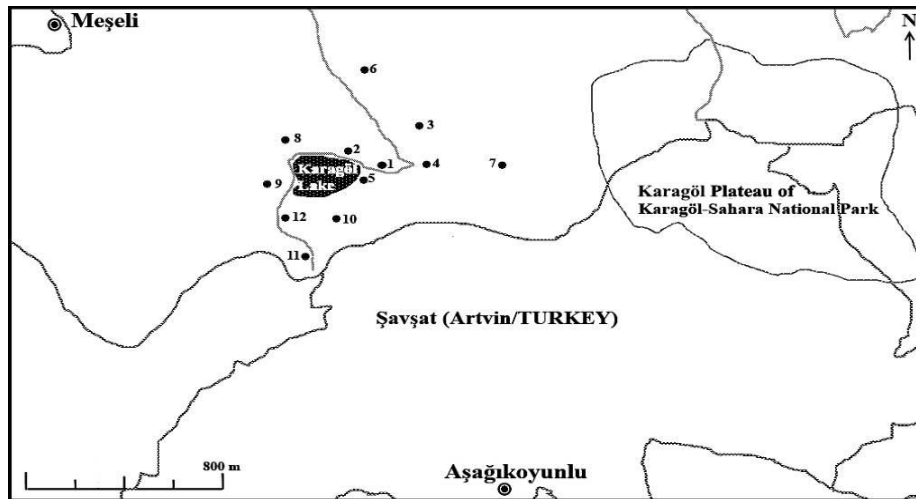 Meşeli
N
6
3
8
2
1
4
7
Karagöl
Lake
5
9
12
10
11
Karagöl Plateau of
Karagöl-Sahara National Park
Şavşat (Artvin/TURKEY)
800 m
Aşağıkoyunlu